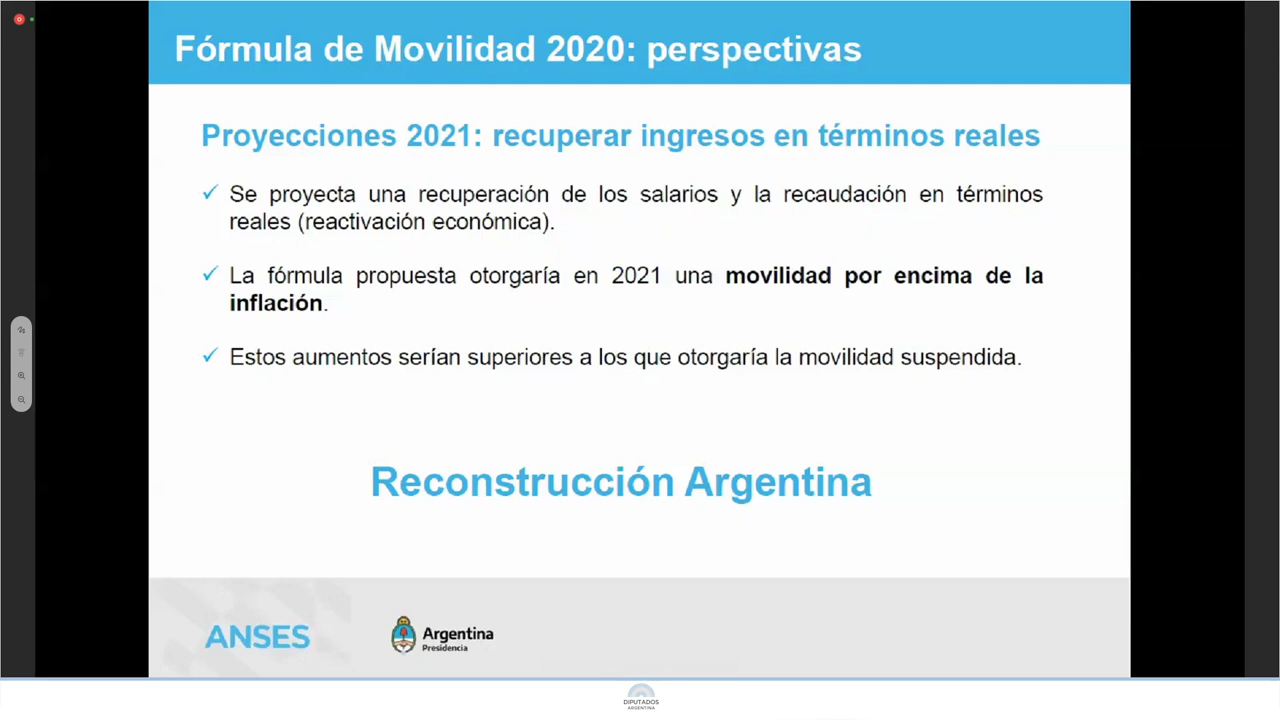 Fórmula de Movilidad 2020: perspectivas
Proyecciones 2021: recuperar ingresos en términos reales
✓ Se proyecta una recuperación de los salarios y la recaudación en términos
reales (reactivación económica).
✓ La fórmula propuesta otorgaría en 2021 una movilidad por encima de la
inflación.
✓ Estos aumentos serían superiores a los que otorgaría la movilidad suspendida.
Reconstrucción Argentina
ANSES
Argentina
Presidencia
DIPUTADOS
ARGENTINA